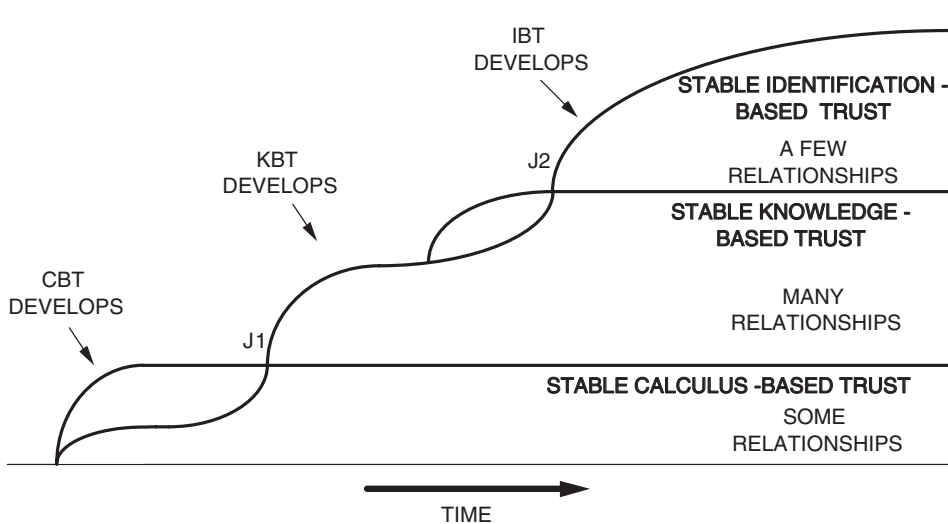 IBT
DEVELOPS
STABLE IDENTIFICATION -
BASED TRUST
A FEW
RELATIONSHIPS
J2
KBT
DEVELOPS
STABLE KNOWLEDGE -
BASED TRUST
MANY
RELATIONSHIPS
CBT
DEVELOPS
J1
STABLE CALCULUS -BASED TRUST
SOME
RELATIONSHIPS
TIME